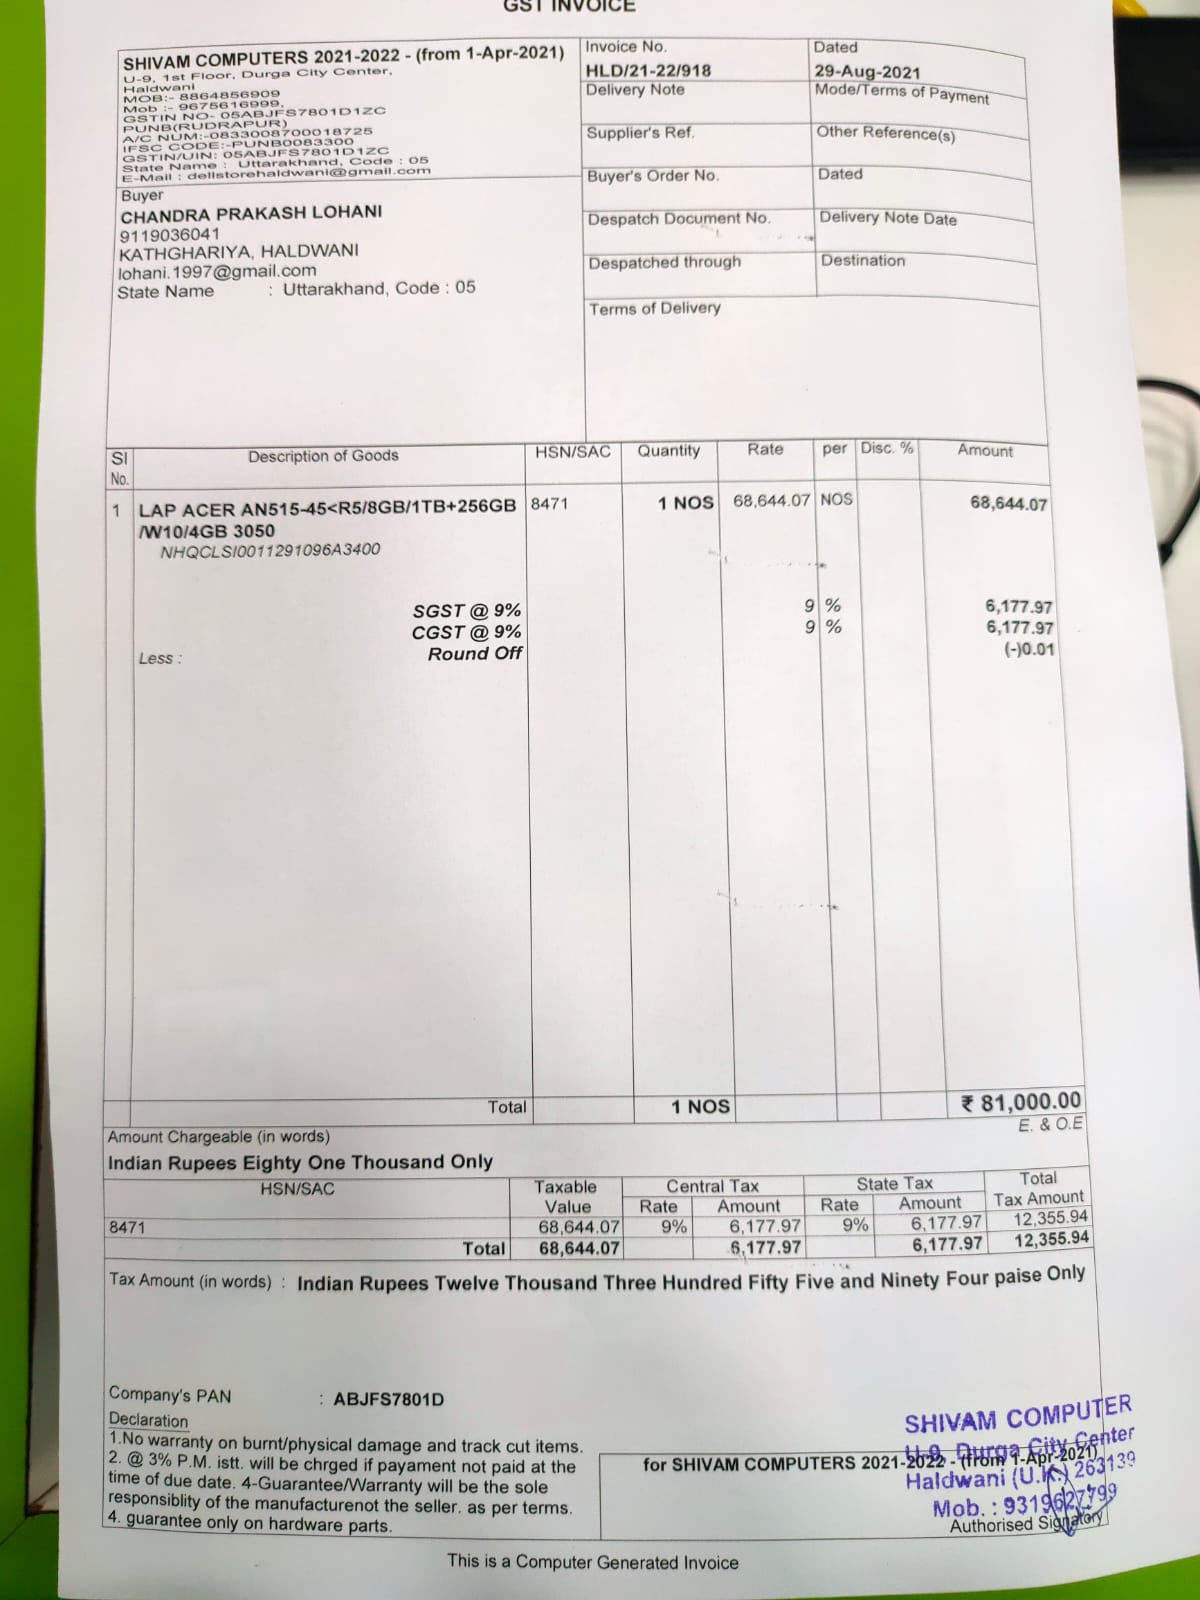 GST INVOICE
SHIVAM COMPUTERS 2021-2022 - (from 1-Apr-2021)
U-9, 1st Floor, Durga City Center,
Haldwani
MOB:- 8864856909
Mob :- 9675616999,
GSTIN NO- 05ABJFS7801D1ZC
PUNB(RUDRAPUR)
A/C NUM:-0833008700018725
IFSC CODE:-PUNB0083300
GSTIN/UIN: 05ABJFS7801D1ZC
State Name : Uttarakhand, Code : 05
E-Mail : dellstorehaldwani@gmail.com
Invoice No. Dated
HLD/21-22/918 29-Aug-2021
Delivery Note Mode/Terms of Payment
Supplier's Ref. Other Reference(s)
Buyer's Order No. Dated
Despatch Document No. Delivery Note Date
Despatched through Destination
Terms of Delivery
Buyer
CHANDRA PRAKASH LOHANI
9119036041
KATHGHARIYA, HALDWANI
lohani.1997@gmail.com
State Name : Uttarakhand, Code : 05
SI No. Description of Goods HSN/SAC Quantity Rate per Disc. % Amount
1 LAP ACER AN515-45<R5/8GB/1TB+256GB 8471 1 NOS 68,644.07 NOS 68,644.07
/W10/4GB 3050
NHQCLSI0011291096A3400
SGST @ 9% 9 % 6,177.97
CGST @ 9% 9 % 6,177.97
Less : Round Off (-)0.01
Total 1 NOS ₹ 81,000.00
Amount Chargeable (in words) E. & O.E
Indian Rupees Eighty One Thousand Only
HSN/SAC Taxable Value Central Tax State Tax Total Tax Amount
Rate Amount Rate Amount
8471 68,644.07 9% 6,177.97 9% 6,177.97 12,355.94
Total 68,644.07 6,177.97 6,177.97 12,355.94
Tax Amount (in words) : Indian Rupees Twelve Thousand Three Hundred Fifty Five and Ninety Four paise Only
Company's PAN : ABJFS7801D
Declaration
1.No warranty on burnt/physical damage and track cut items.
2. @ 3% P.M. istt. will be chrged if payament not paid at the
time of due date. 4-Guarantee/Warranty will be the sole
responsiblity of the manufacturenot the seller. as per terms.
4. guarantee only on hardware parts.
for SHIVAM COMPUTERS 2021-2022 - (from 1-Apr-2021)
SHIVAM COMPUTER
U-9, Durga City Center
Haldwani (U.K.) 263139
Mob. : 9319627799
Authorised Signatory
This is a Computer Generated Invoice